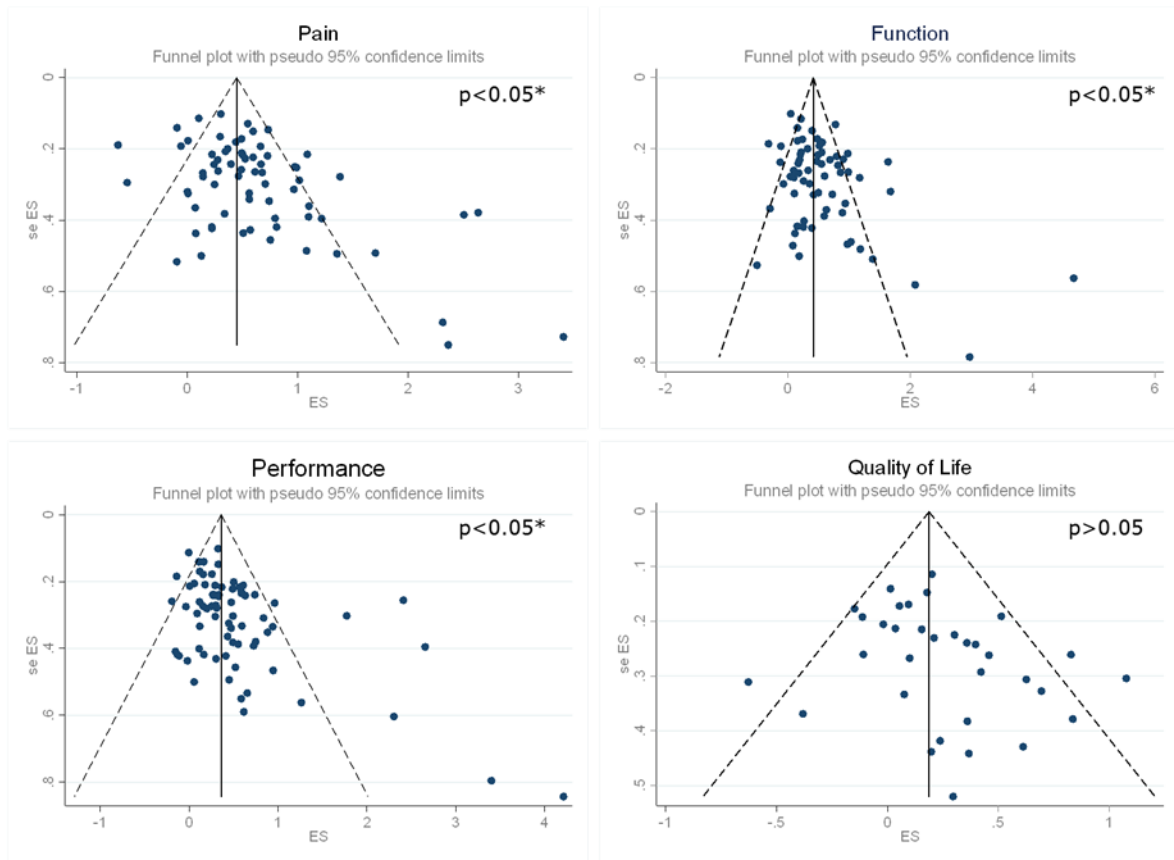 Pain
Funnel plot with pseudo 95% confidence limits
p<0.05*
0
.2
.4
.6
.8
se ES
-1
0
1
2
3
ES
Function
Funnel plot with pseudo 95% confidence limits
p<0.05*
0
.2
.4
.6
.8
se ES
-2
0
2
4
6
ES
Performance
Funnel plot with pseudo 95% confidence limits
p<0.05*
0
.2
.4
.6
.8
se ES
-1
0
1
2
3
4
ES
Quality of Life
Funnel plot with pseudo 95% confidence limits
p>0.05
0
.1
.2
.3
.4
.5
se ES
-1
-.5
0
.5
1
ES